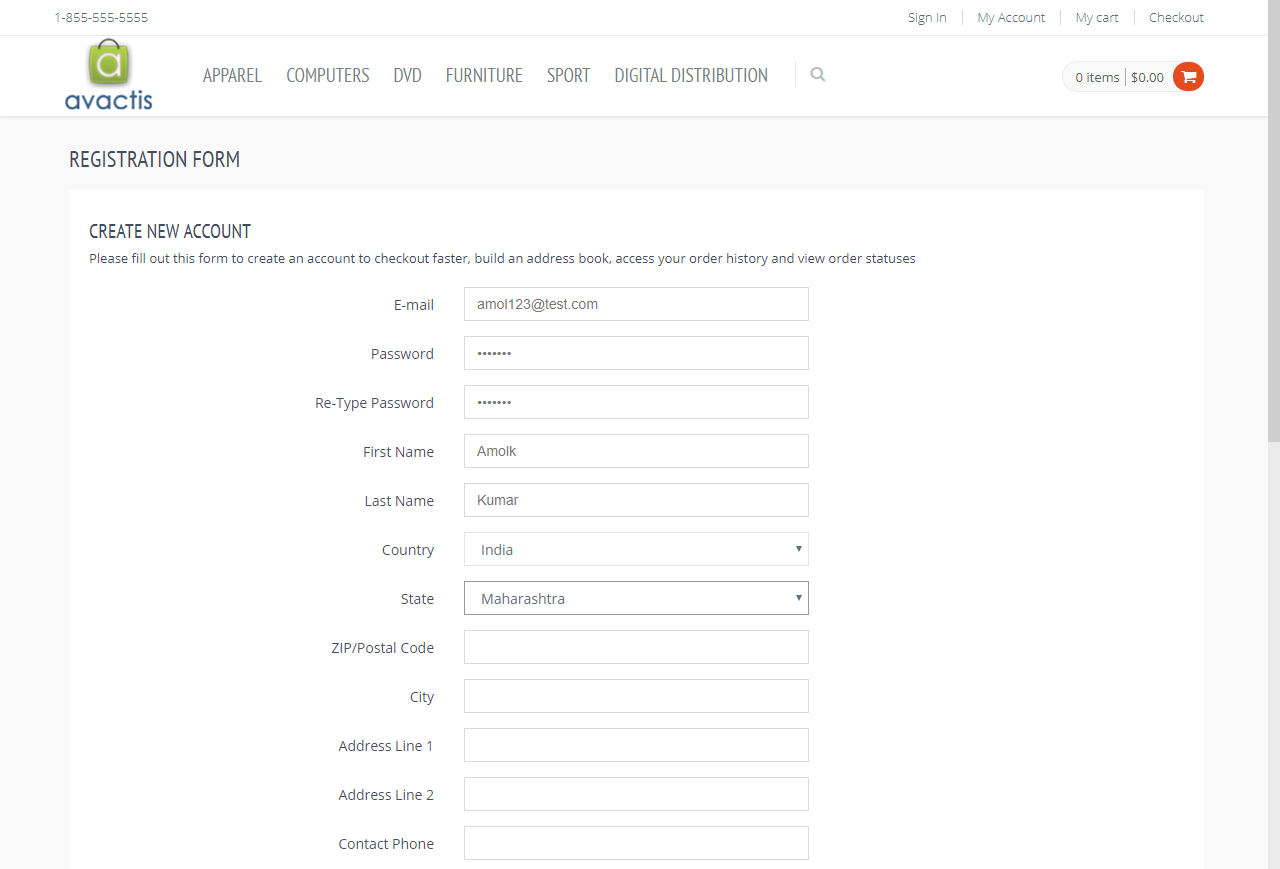 1-855-555-5555 Sign In My Account My cart Checkout
a
avactis
APPAREL COMPUTERS DVD FURNITURE SPORT DIGITAL DISTRIBUTION 0 items $0.00
REGISTRATION FORM
CREATE NEW ACCOUNT
Please fill out this form to create an account to checkout faster, build an address book, access your order history and view order statuses
E-mail amol123@test.com
Password •••••••
Re-Type Password •••••••
First Name Amolk
Last Name Kumar
Country India
State Maharashtra
ZIP/Postal Code
City
Address Line 1
Address Line 2
Contact Phone